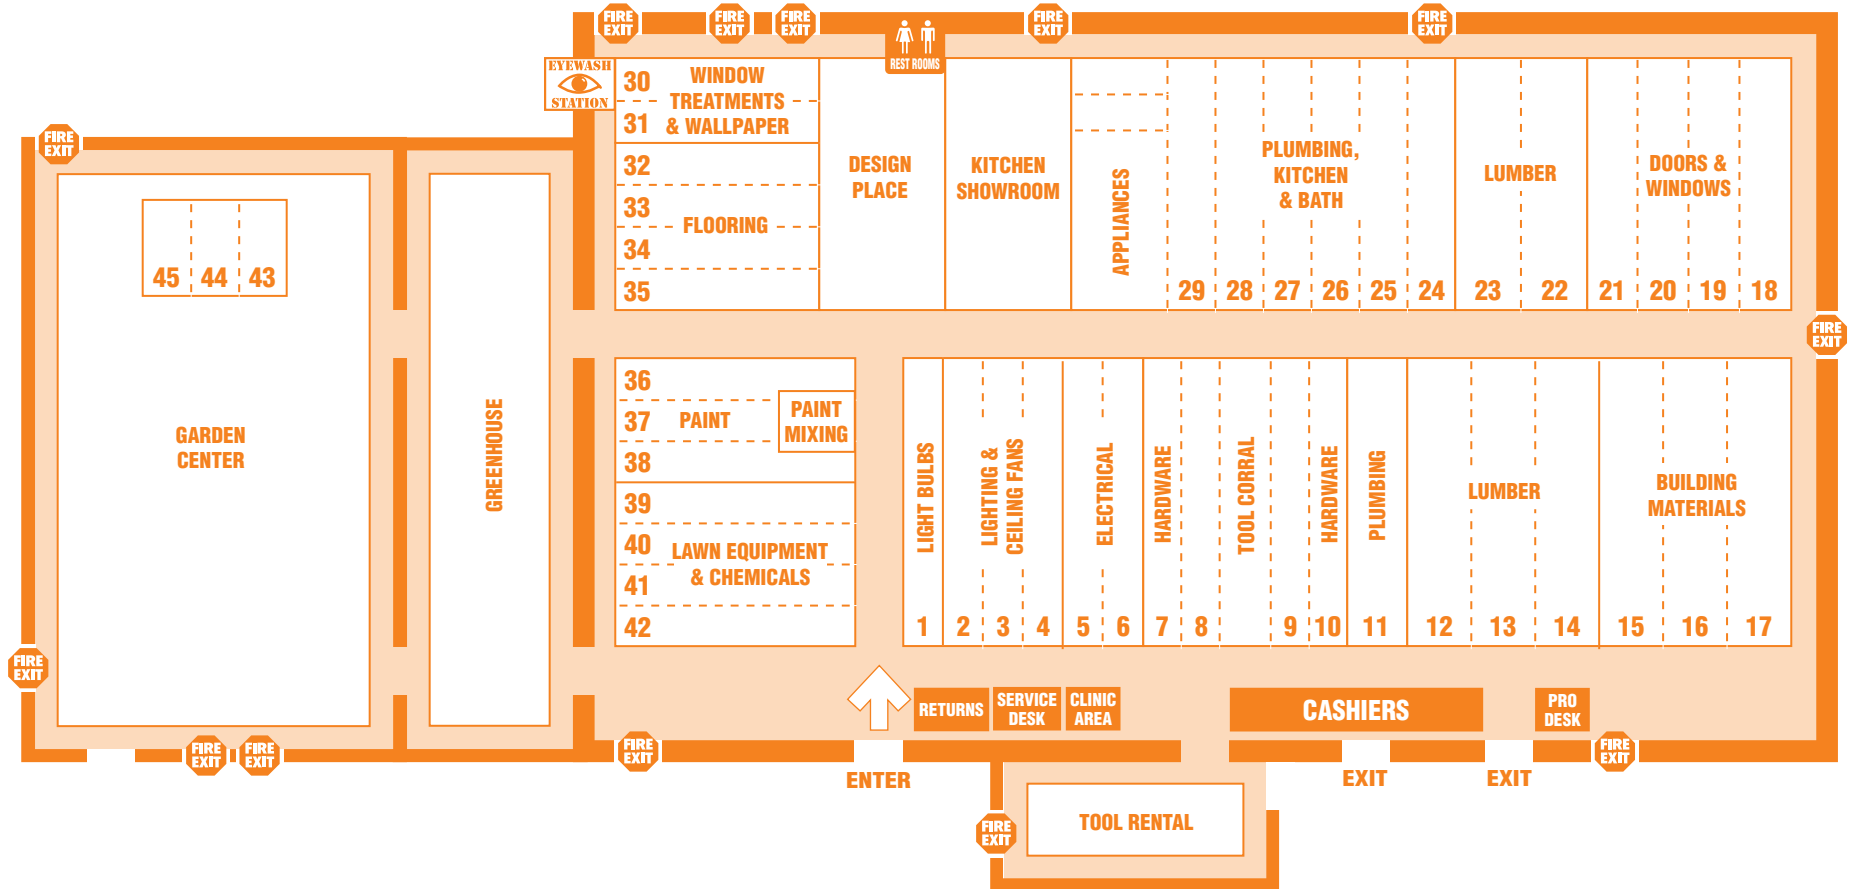 FIRE
EXIT
FIRE
EXIT
FIRE
EXIT
FIRE
EXIT
FIRE
EXIT
REST ROOMS
EYEWASH
STATION
30
WINDOW
TREATMENTS
31
& WALLPAPER
32
33
FLOORING
34
35
DESIGN
PLACE
KITCHEN
SHOWROOM
APPLIANCES
PLUMBING,
KITCHEN
& BATH
29 28 27 26 25 24
LUMBER
23 22
DOORS &
WINDOWS
21 20 19 18
FIRE
EXIT
FIRE
EXIT
45 44 43
GARDEN
CENTER
GREENHOUSE
36
37 PAINT
PAINT
MIXING
38
39
40
LAWN EQUIPMENT
41
& CHEMICALS
42
LIGHT BULBS
LIGHTING &
CEILING FANS
ELECTRICAL
HARDWARE
TOOL CORRAL
HARDWARE
PLUMBING
LUMBER
BUILDING
MATERIALS
1 2 3 4 5 6 7 8 9 10 11 12 13 14 15 16 17
FIRE
EXIT
RETURNS
SERVICE
DESK
CLINIC
AREA
CASHIERS
PRO
DESK
FIRE
EXIT
FIRE
EXIT
FIRE
EXIT
FIRE
EXIT
ENTER
EXIT
EXIT
FIRE
EXIT
TOOL RENTAL